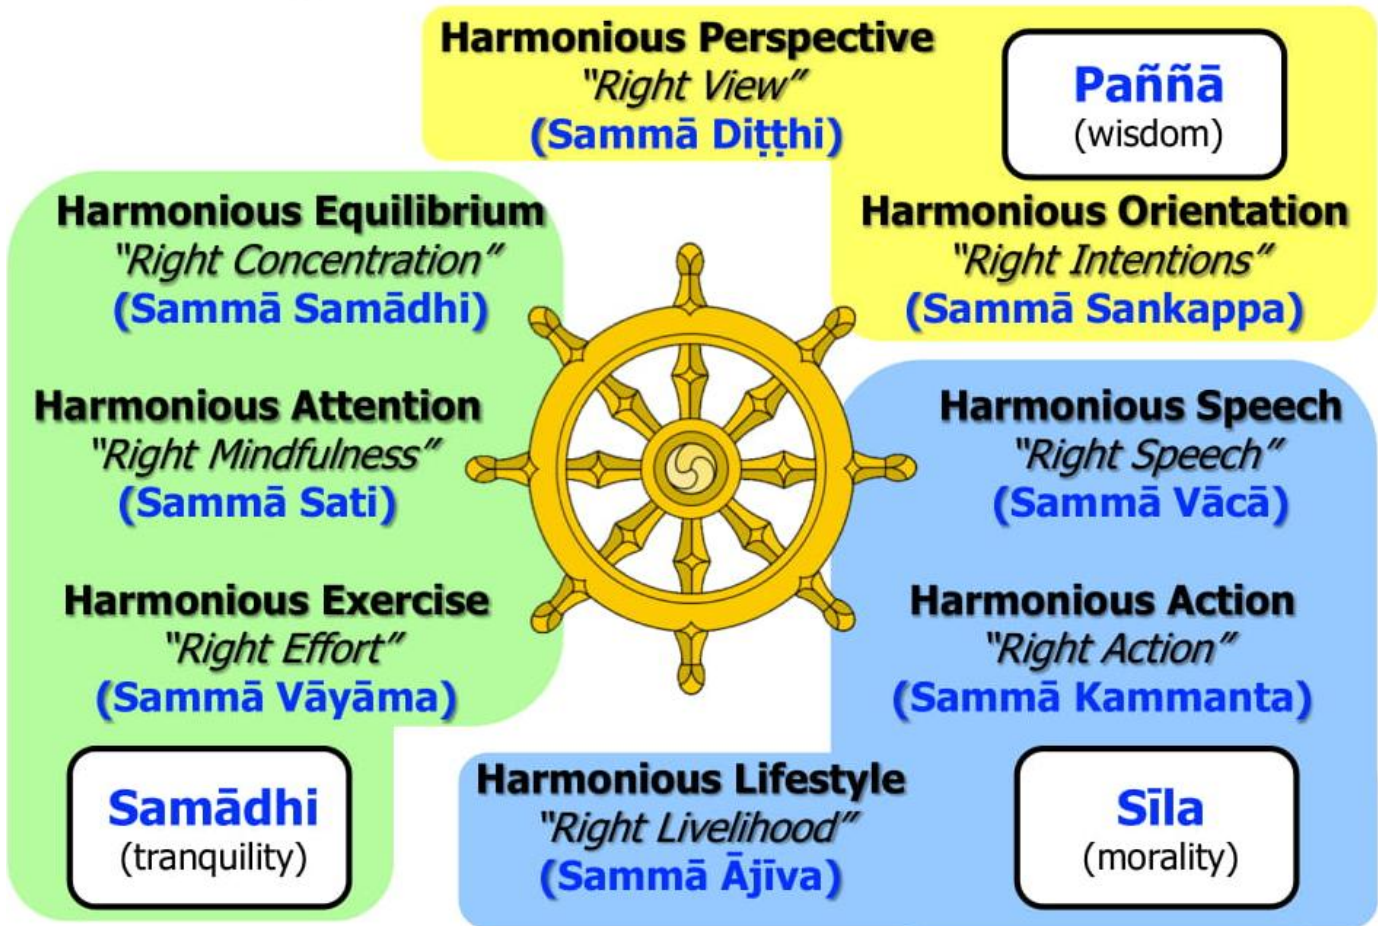 Harmonious Perspective
"Right View"
(Sammā Diṭṭhi)
Paññā
(wisdom)
Harmonious Orientation
"Right Intentions"
(Sammā Sankappa)
Harmonious Speech
"Right Speech"
(Sammā Vācā)
Harmonious Action
"Right Action"
(Sammā Kammanta)
Sīla
(morality)
Harmonious Lifestyle
"Right Livelihood"
(Sammā Ājīva)
Harmonious Equilibrium
"Right Concentration"
(Sammā Samādhi)
Harmonious Attention
"Right Mindfulness"
(Sammā Sati)
Harmonious Exercise
"Right Effort"
(Sammā Vāyāma)
Samādhi
(tranquility)